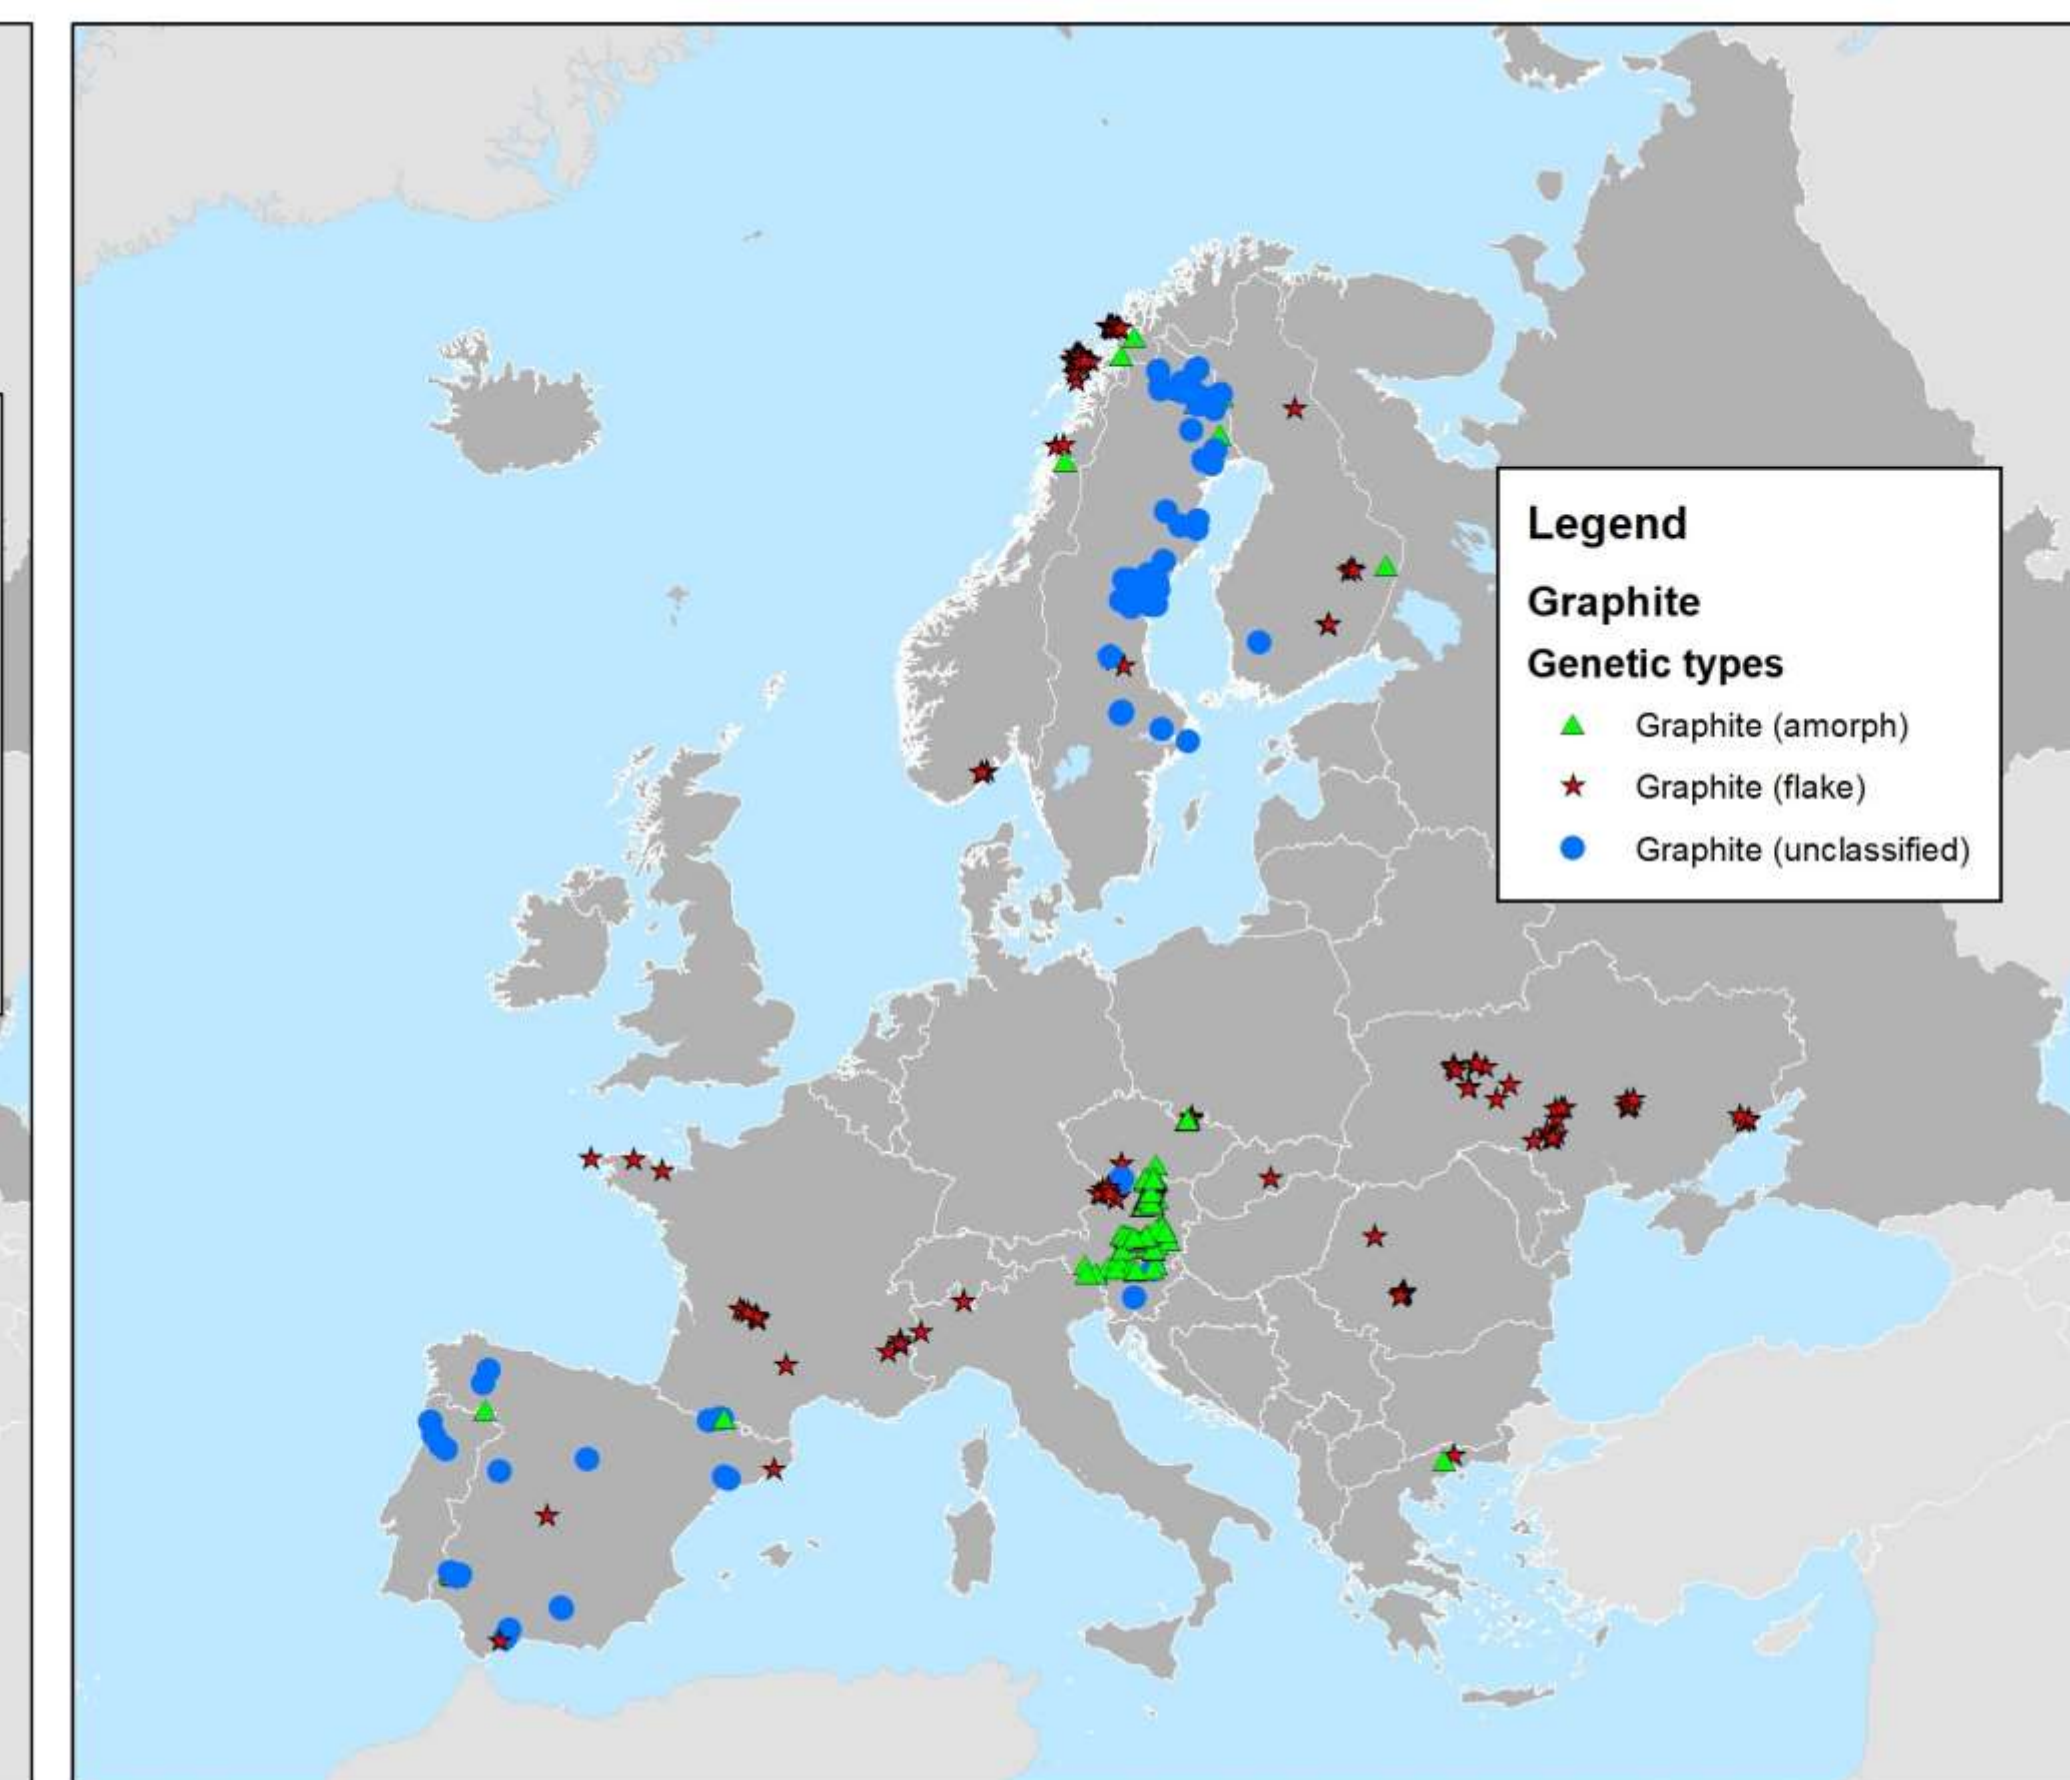 Legend
Graphite
Genetic types
Graphite (amorph)
Graphite (flake)
Graphite (unclassified)